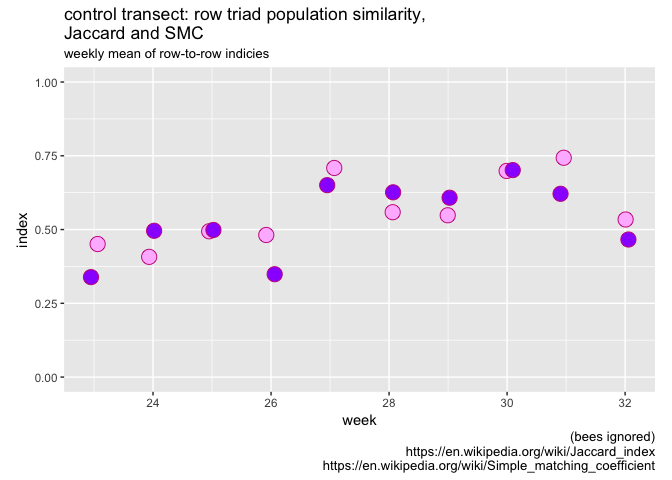 control transect: row triad population similarity,
Jaccard and SMC
weekly mean of row-to-row indicies
1.00
0.75
0.50
0.25
0.00
index
24 26 28 30 32
week
(bees ignored)
https://en.wikipedia.org/wiki/Jaccard_index
https://en.wikipedia.org/wiki/Simple_matching_coefficient